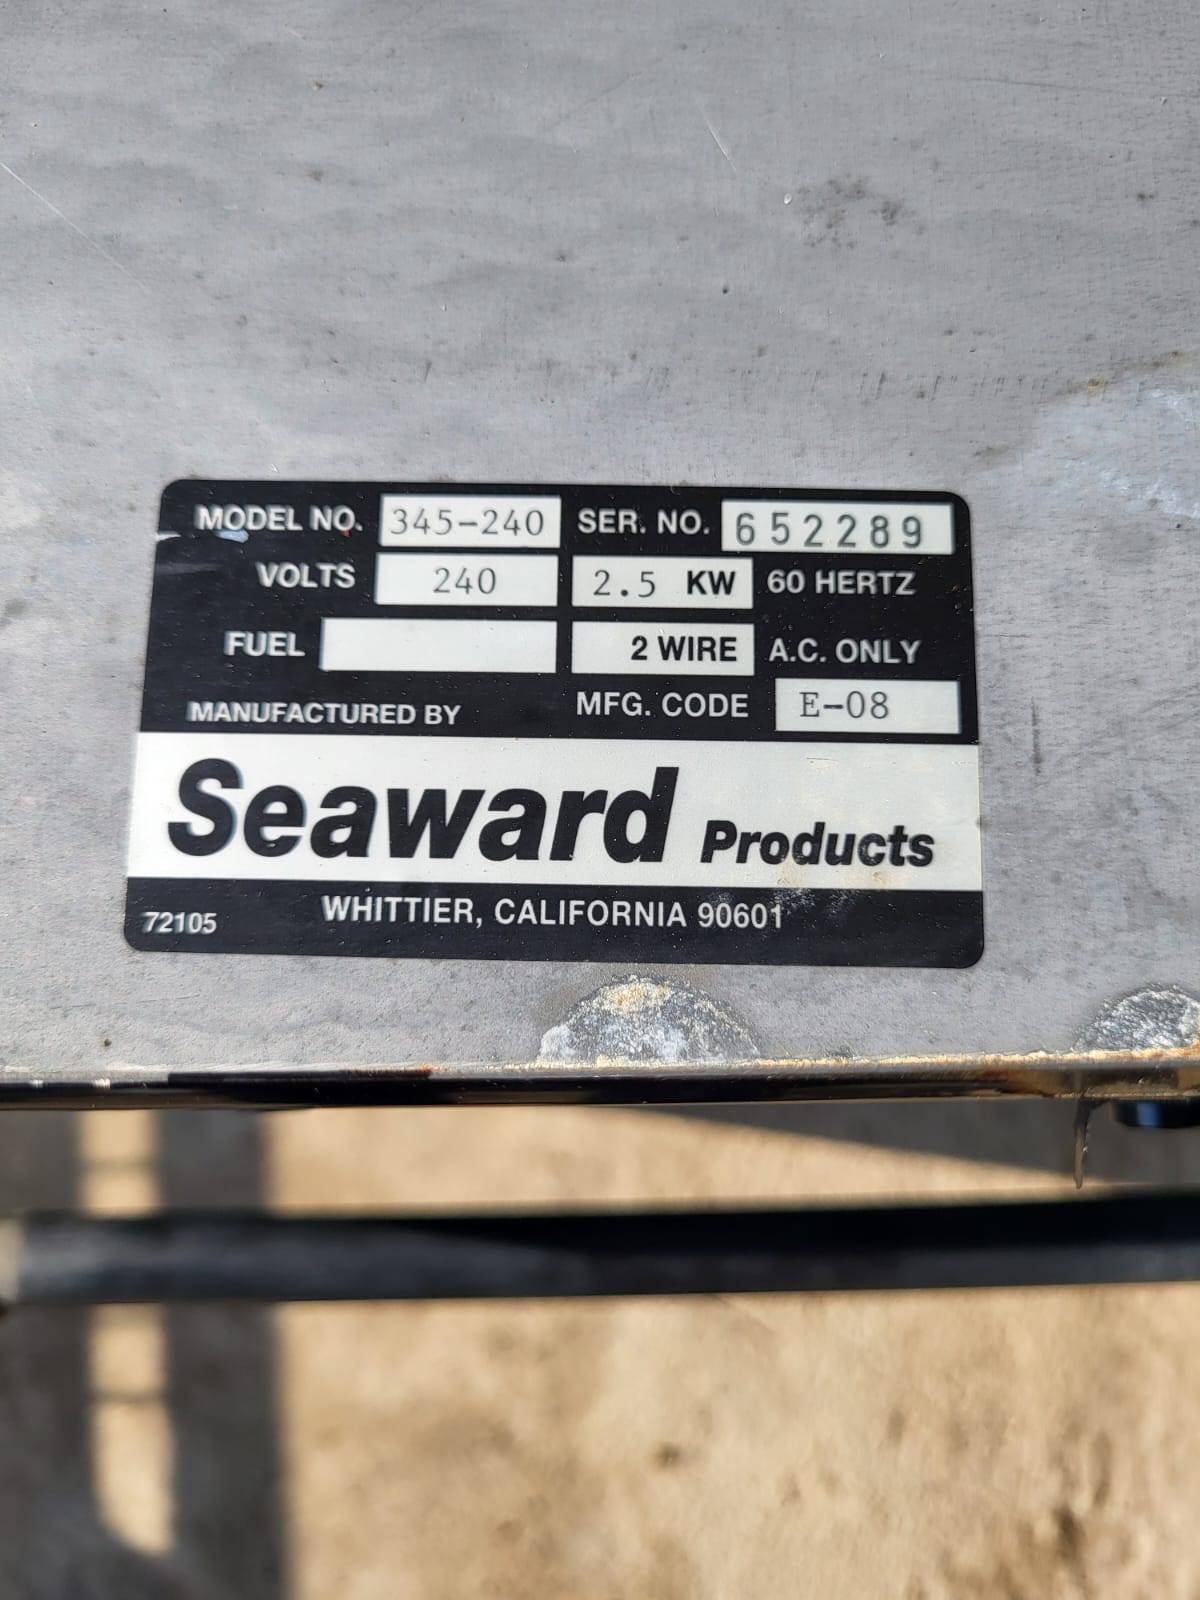 MODEL NO. 345-240 SER. NO. 652289
VOLTS 240 2.5 KW 60 HERTZ
FUEL 2 WIRE A.C. ONLY
MANUFACTURED BY MFG. CODE E-08
Seaward Products
72105 WHITTIER, CALIFORNIA 90601